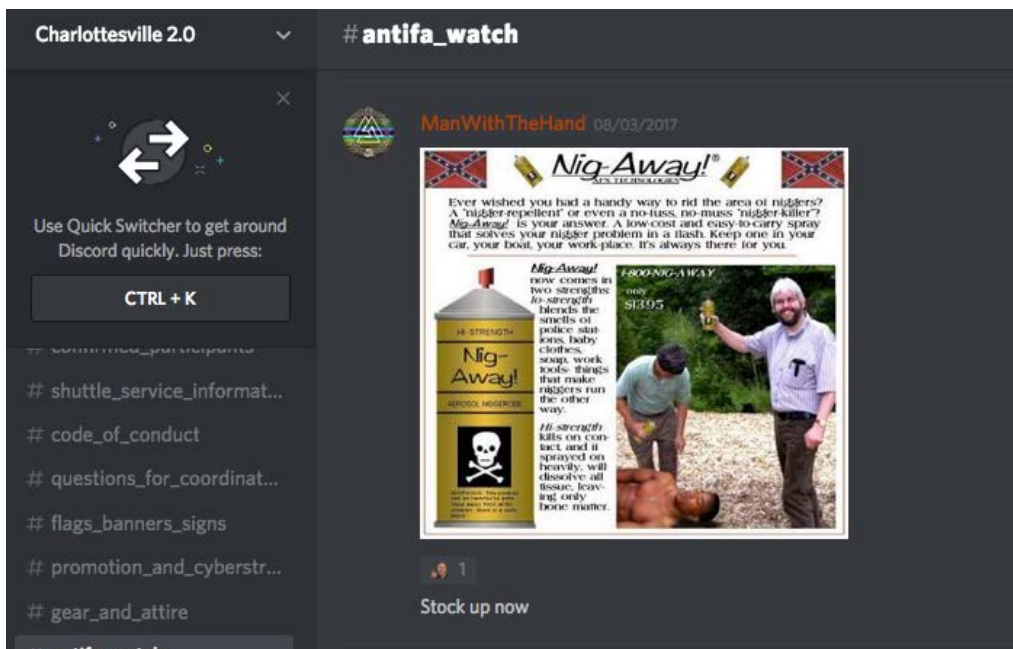 Charlottesville 2.0
Use Quick Switcher to get around
Discord quickly. Just press:
CTRL + K
# confirmed_participants
# shuttle_service_informat...
# code_of_conduct
# questions_for_coordinat...
# flags_banners_signs
# promotion_and_cyberstr...
# gear_and_attire
#antifa_watch
ManWithTheHand 08/03/2017
Nig-Away!®
TECHNOLOGIES
Ever wished you had a handy way to rid the area of niggers?
A "nigger-repellent" or even a no-fuss, no-muss "nigger-killer"?
Nig-Away! is your answer. A low-cost and easy-to-carry spray
that solves your nigger problem in a flash. Keep one in your
car, your boat, your work-place. It's always there for you.
HI-STRENGTH
Nig-
Away!
AEROSOL NIGGERCIDE
Nig-Away!
now comes in
two strengths:
lo-strength
blends the
smells of
police stat-
ions, baby
clothes,
soap, work
tools- things
that make
niggers run
the other
way.
Hi-strength
kills on con-
tact, and if
sprayed on
heavily, will
dissolve all
tissue, leav-
ing only
bone matter.
1-800-NIG-AWAY
only
$13.95
1
Stock up now